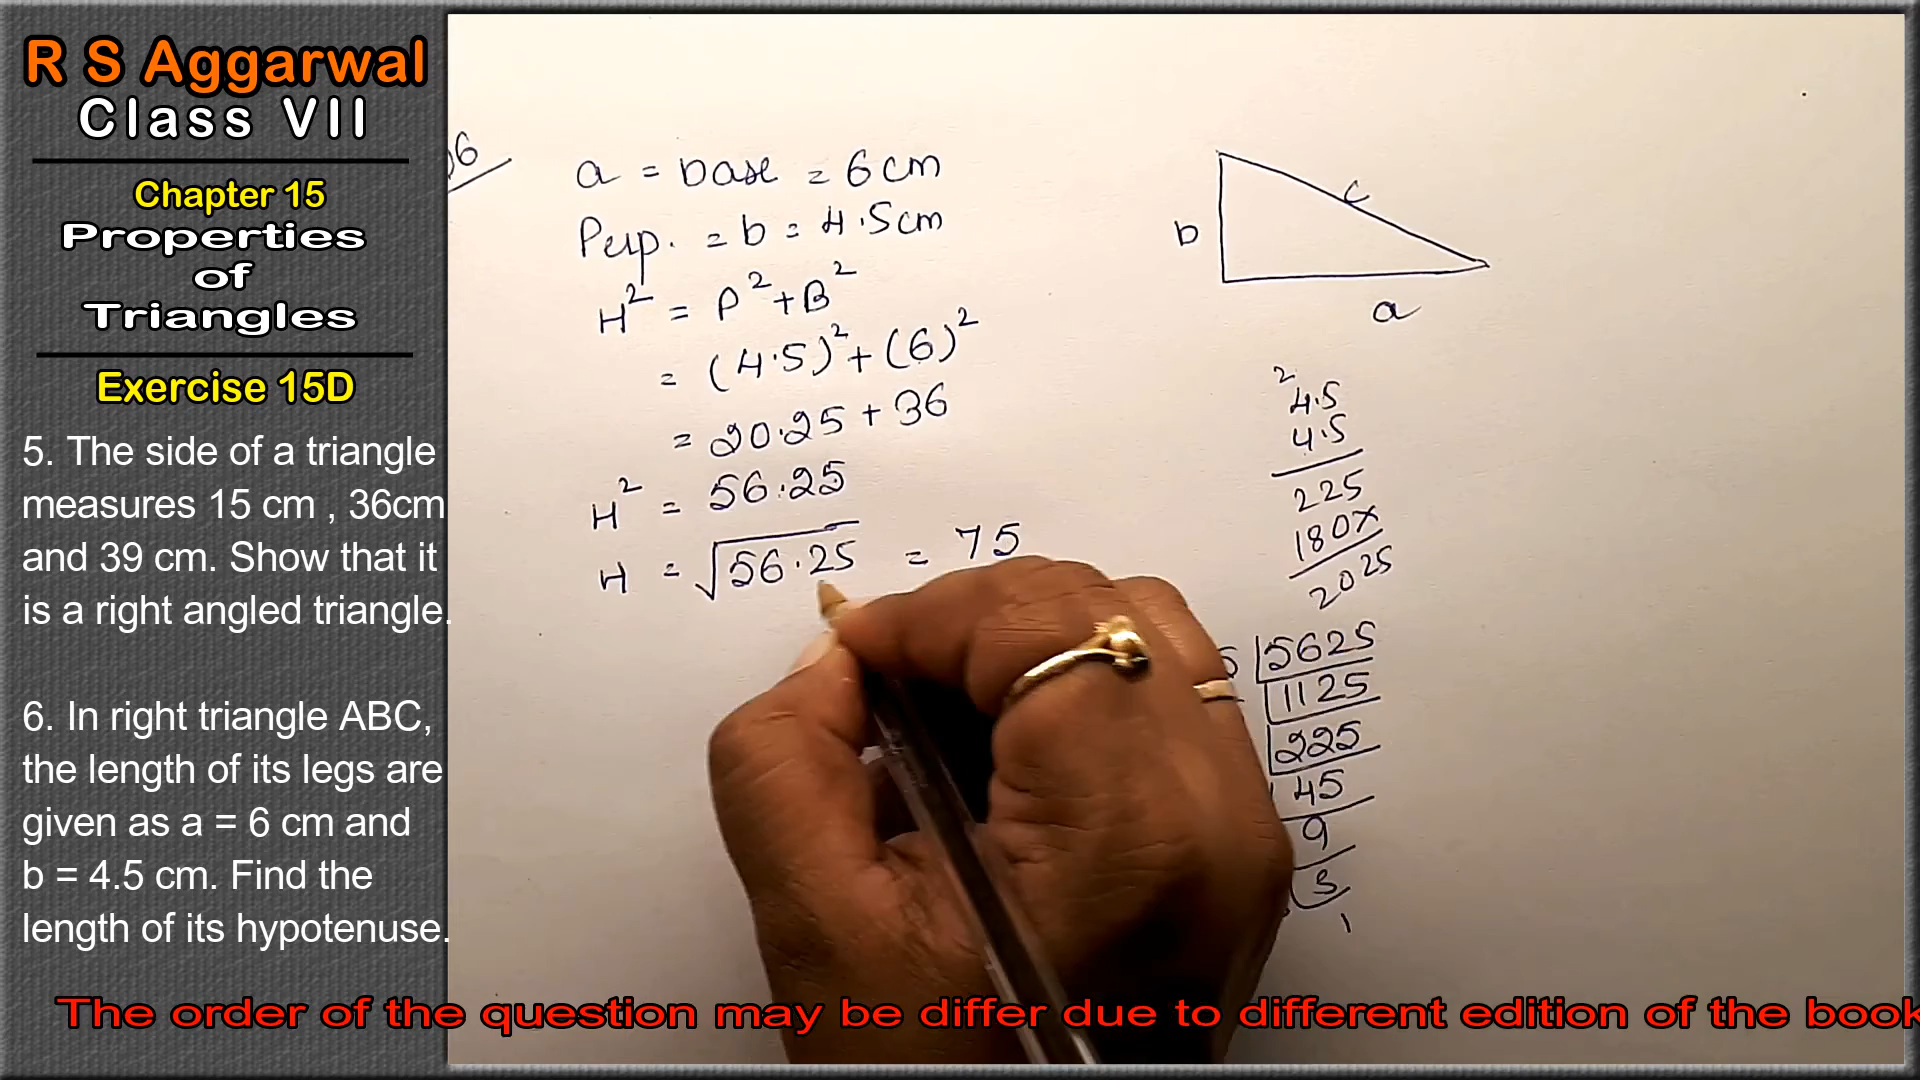 R S Aggarwal
Class VII
Chapter 15
Properties
of
Triangles
Exercise 15D
5. The side of a triangle
measures 15 cm , 36cm
and 39 cm. Show that it
is a right angled triangle.
6. In right triangle ABC,
the length of its legs are
given as a = 6 cm and
b = 4.5 cm. Find the
length of its hypotenuse.
6
a = base = 6cm
Perp. = b = 4.5cm
H² = P² + B²
= (4.5)² + (6)²
= 20.25 + 36
H² = 56.25
H = √56.25 = 75
c
b
a
2
4.5
4.5
225
180×
2025
5 5625
1125
225
45
9
3
1
The order of the question may be differ due to different edition of the book